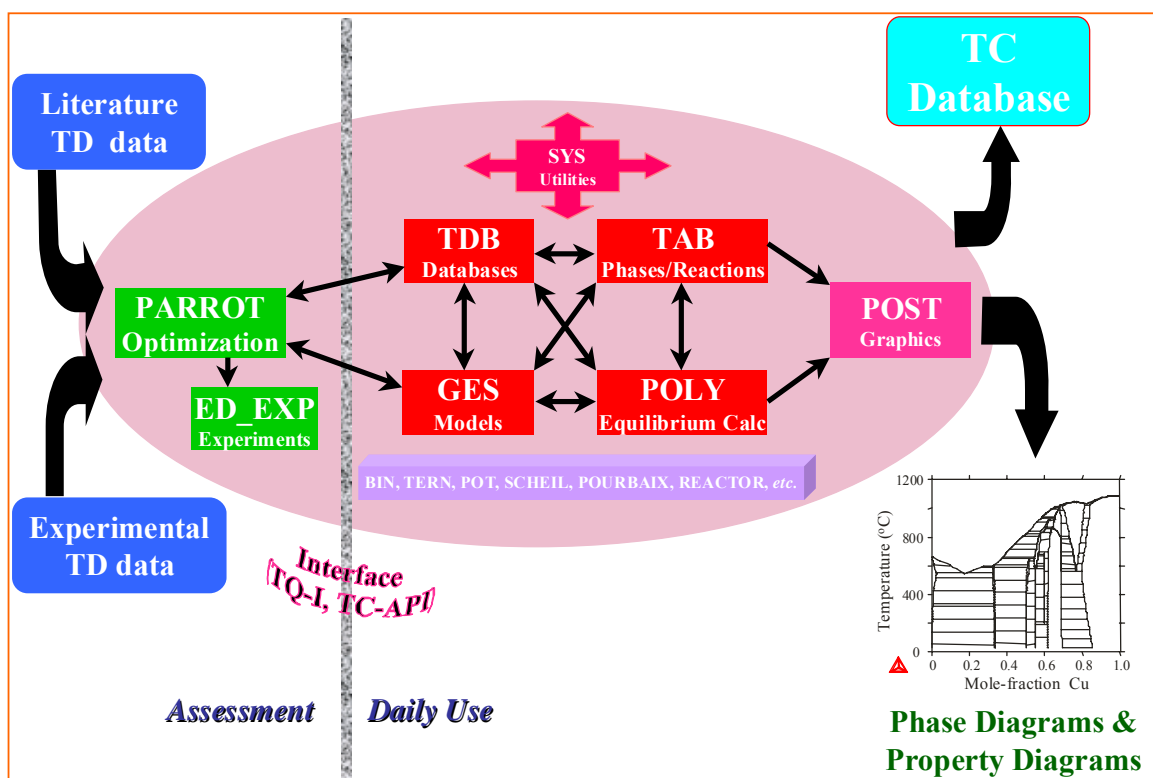 Literature
TD data
TC
Database
SYS
Utilities
TDB
Databases
TAB
Phases/Reactions
PARROT
Optimization
POST
Graphics
ED_EXP
Experiments
GES
Models
POLY
Equilibrium Calc
BIN, TERN, POT, SCHEIL, POURBAIX, REACTOR, etc.
Experimental
TD data
Interface
(TQ-I, TC-API)
1200
800
400
0
Temperature (°C)
0 0.2 0.4 0.6 0.8 1.0
Mole-fraction Cu
Assessment
Daily Use
Phase Diagrams &
Property Diagrams